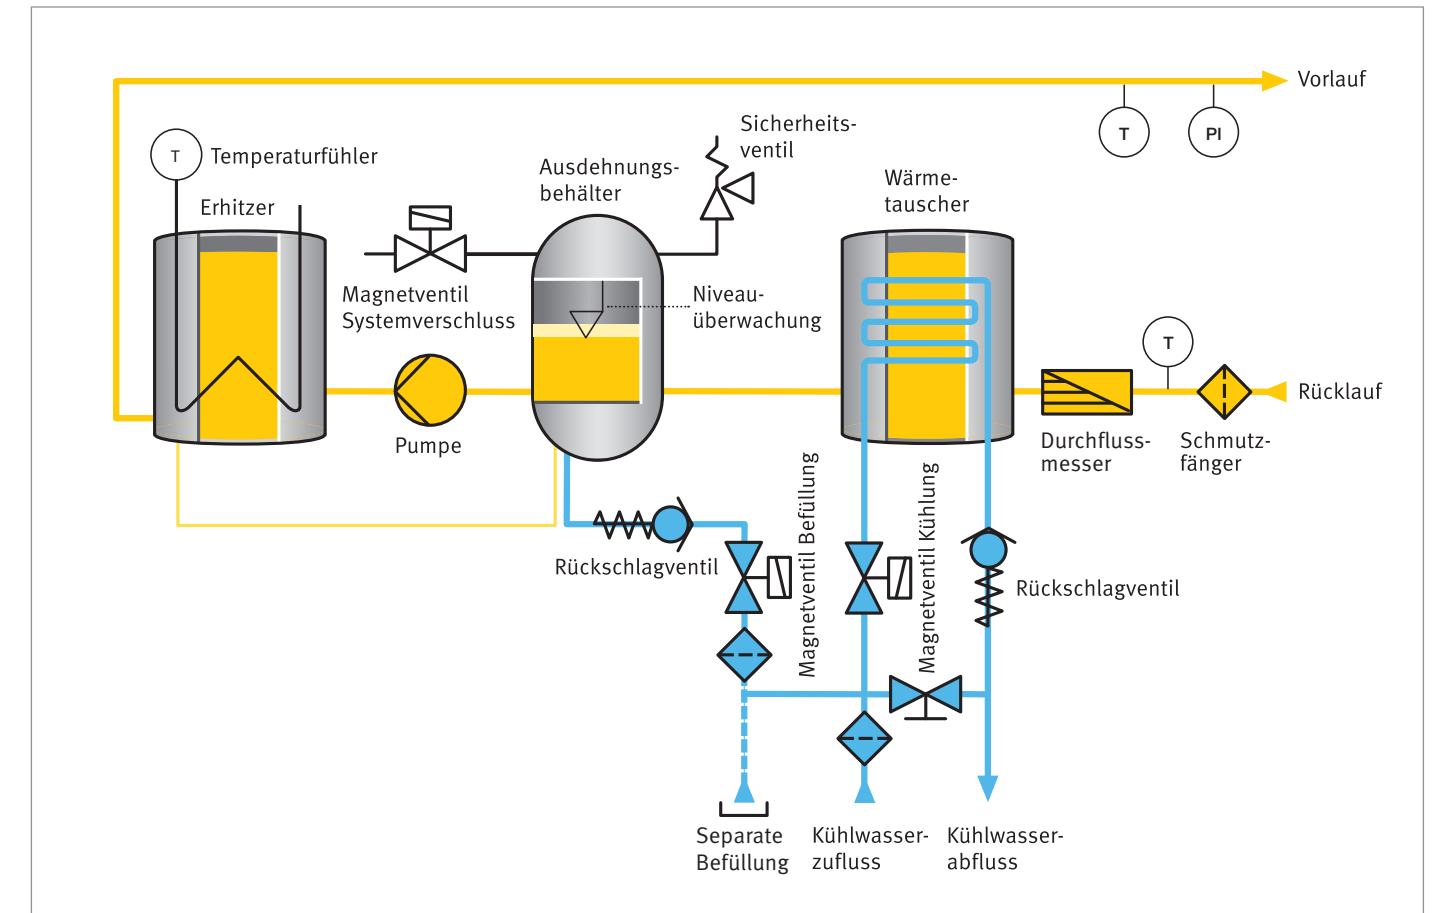 Vorlauf
T
PI
Sicherheits-
ventil
T
Temperaturfühler
Ausdehnungs-
behälter
Wärme-
tauscher
Erhitzer
Magnetventil
Systemverschluss
Niveau-
überwachung
T
Rücklauf
Pumpe
Durchfluss-
messer
Schmutz-
fänger
Rückschlagventil
Magnetventil Befüllung
Magnetventil Kühlung
Rückschlagventil
Separate
Befüllung
Kühlwasser-
zufluss
Kühlwasser-
abfluss